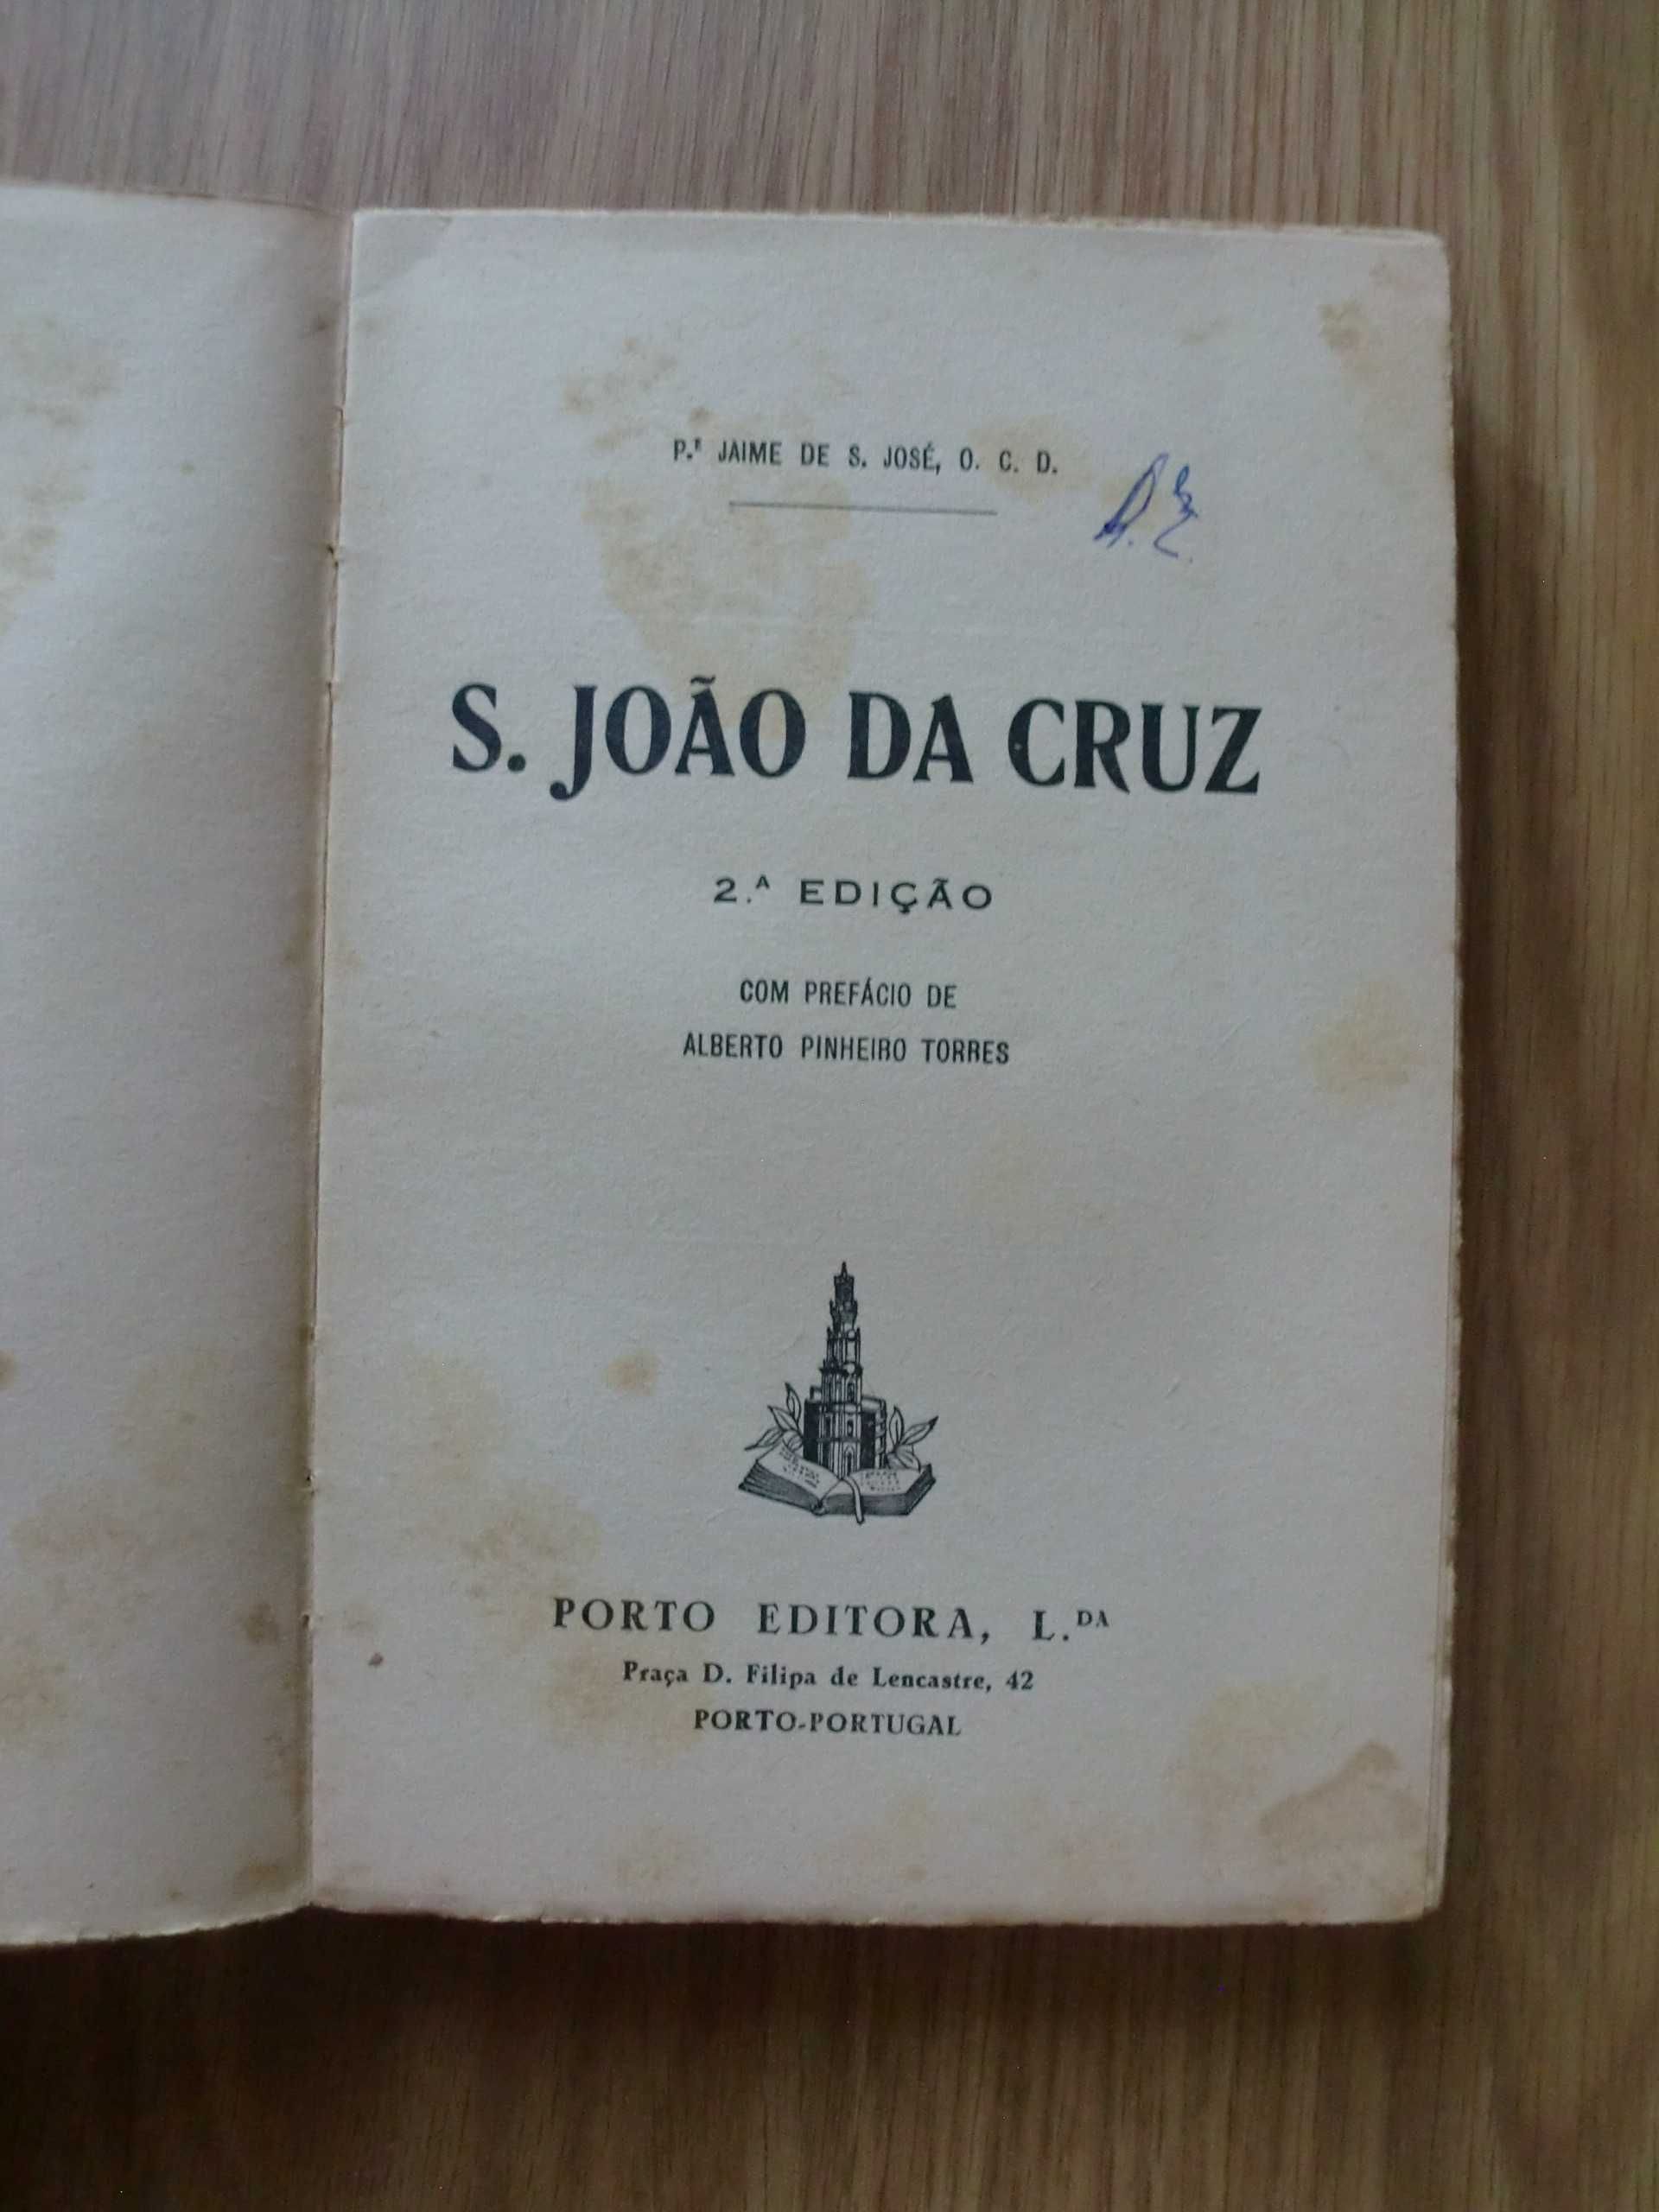 P.ᴱ JAIME DE S. JOSÉ, O. C. D.
S. JOÃO DA CRUZ
2.ᴬ EDIÇÃO
COM PREFÁCIO DE
ALBERTO PINHEIRO TORRES
PORTO EDITORA, L.ᴰᴬ
Praça D. Filipa de Lencastre, 42
PORTO-PORTUGAL